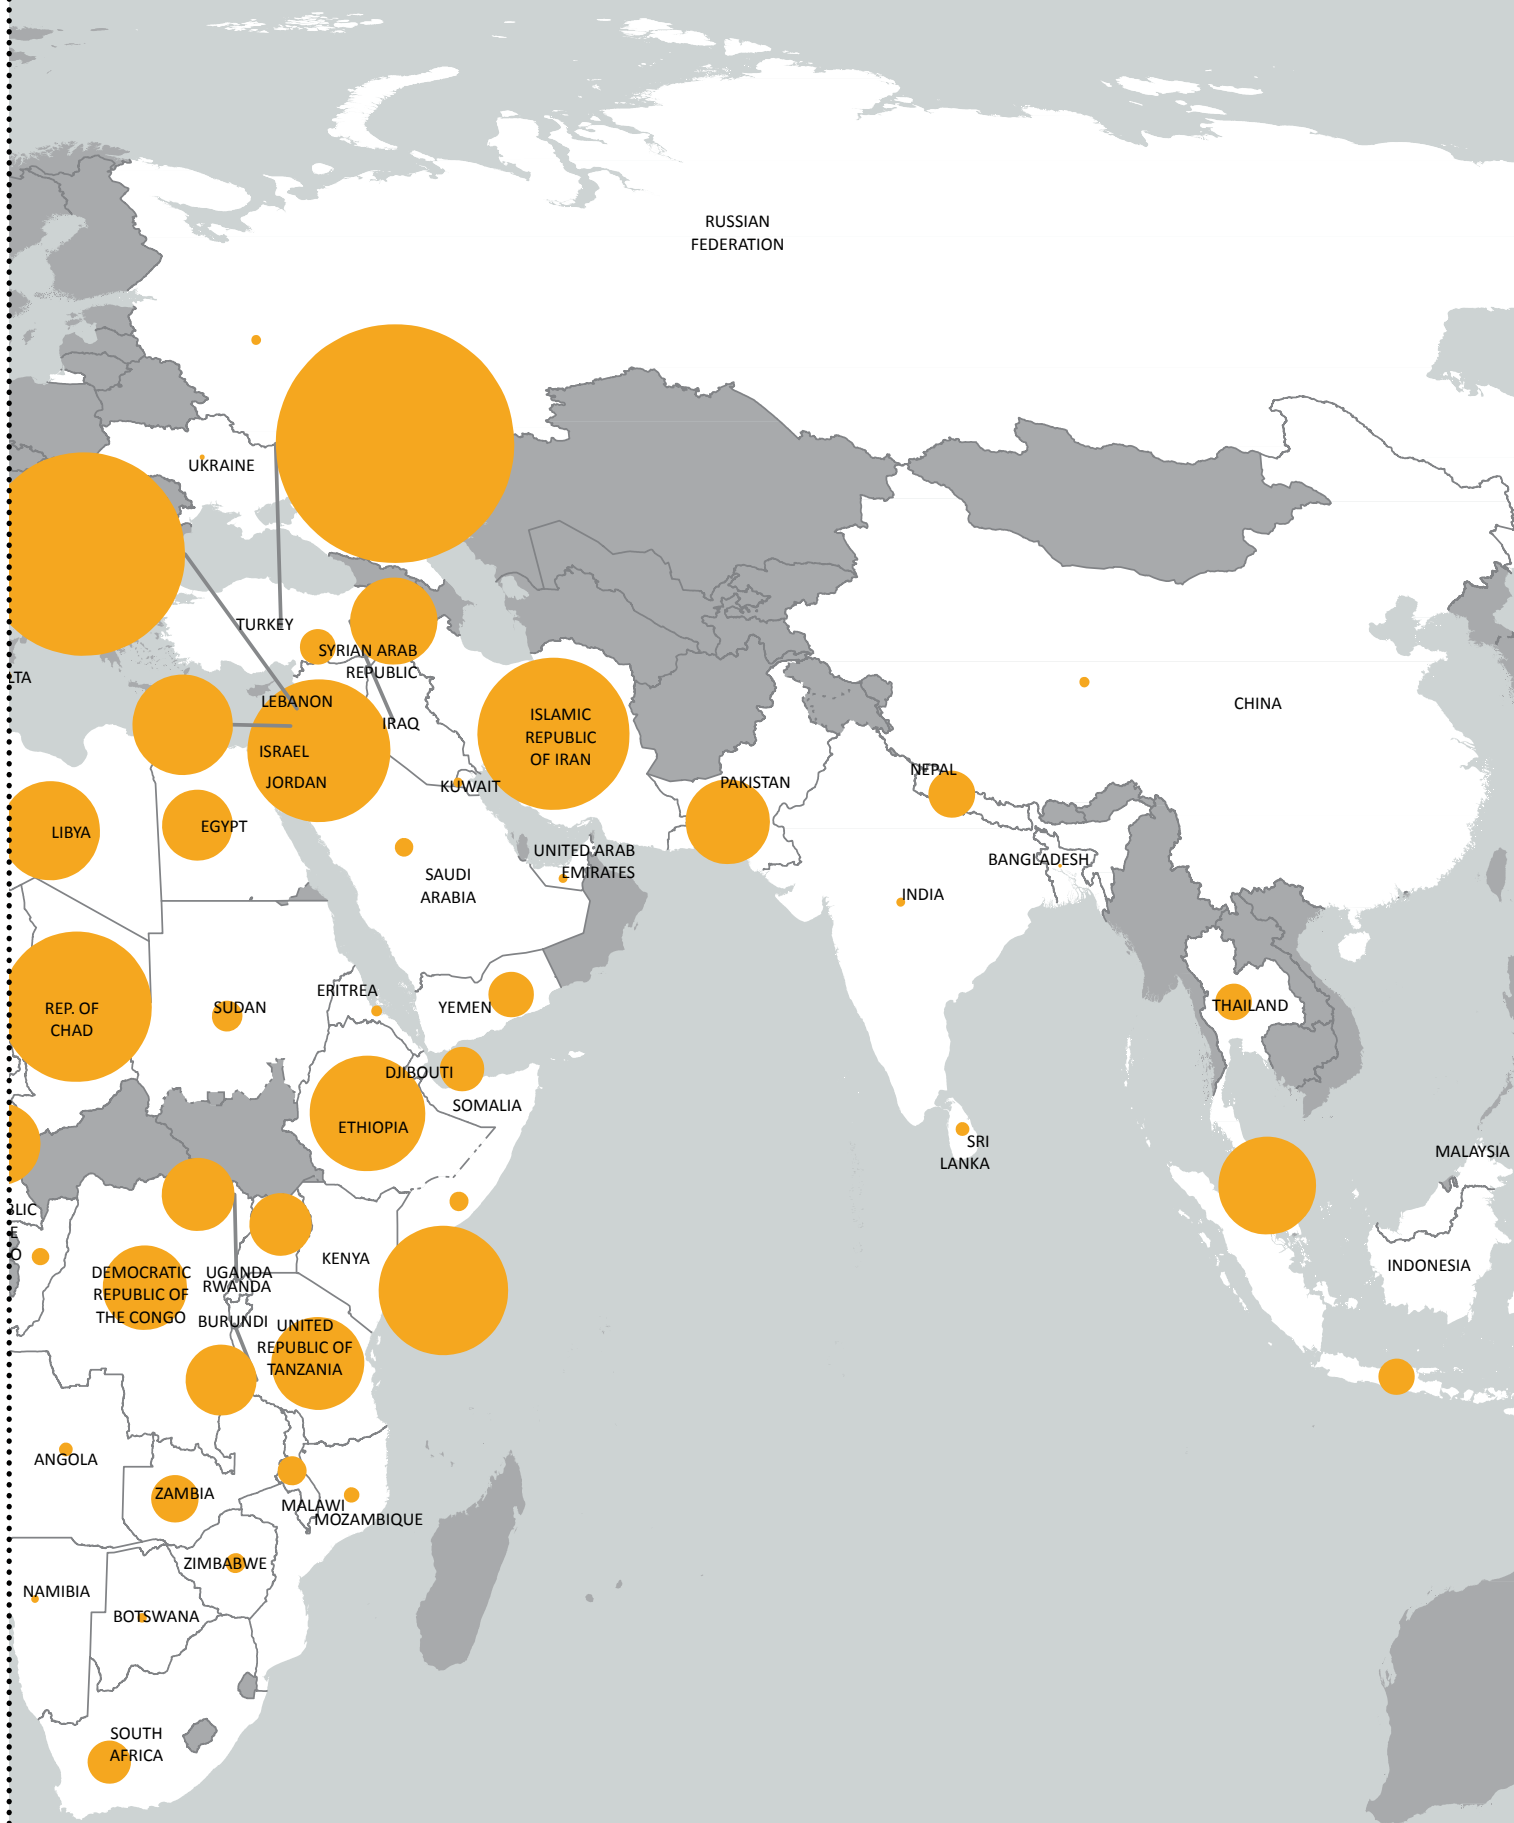 RUSSIAN
FEDERATION
UKRAINE
TURKEY
SYRIAN ARAB
REPUBLIC
LTA
LEBANON
IRAQ
ISLAMIC
REPUBLIC
OF IRAN
CHINA
ISRAEL
JORDAN
KUWAIT
PAKISTAN
NEPAL
LIBYA
EGYPT
UNITED ARAB
EMIRATES
BANGLADESH
SAUDI
ARABIA
INDIA
ERITREA
YEMEN
REP. OF
CHAD
SUDAN
THAILAND
DJIBOUTI
SOMALIA
ETHIOPIA
SRI
LANKA
MALAYSIA
BLIC
E
O
KENYA
INDONESIA
DEMOCRATIC
REPUBLIC OF
THE CONGO
UGANDA
RWANDA
BURUNDI
UNITED
REPUBLIC OF
TANZANIA
ANGOLA
ZAMBIA
MALAWI
MOZAMBIQUE
ZIMBABWE
NAMIBIA
BOTSWANA
SOUTH
AFRICA